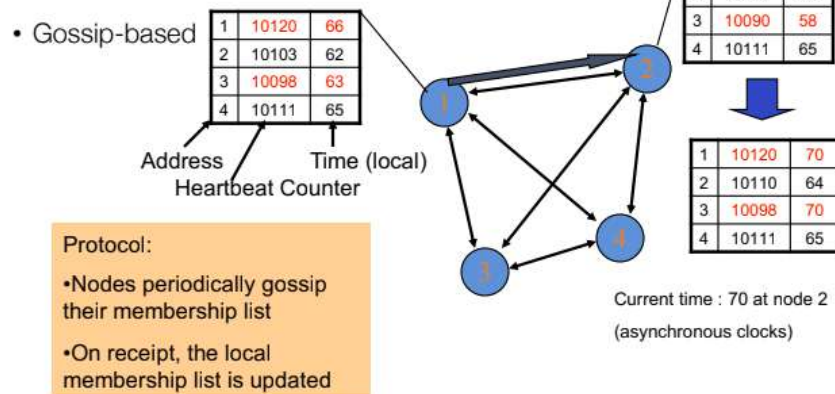 • Gossip-based
1 10120 66
2 10103 62
3 10098 63
4 10111 65
Address
Time (local)
Heartbeat Counter
3 10090 58
4 10111 65
1
2
3
4
1 10120 70
2 10110 64
3 10098 70
4 10111 65
Current time : 70 at node 2
(asynchronous clocks)
Protocol:
•Nodes periodically gossip
their membership list
•On receipt, the local
membership list is updated